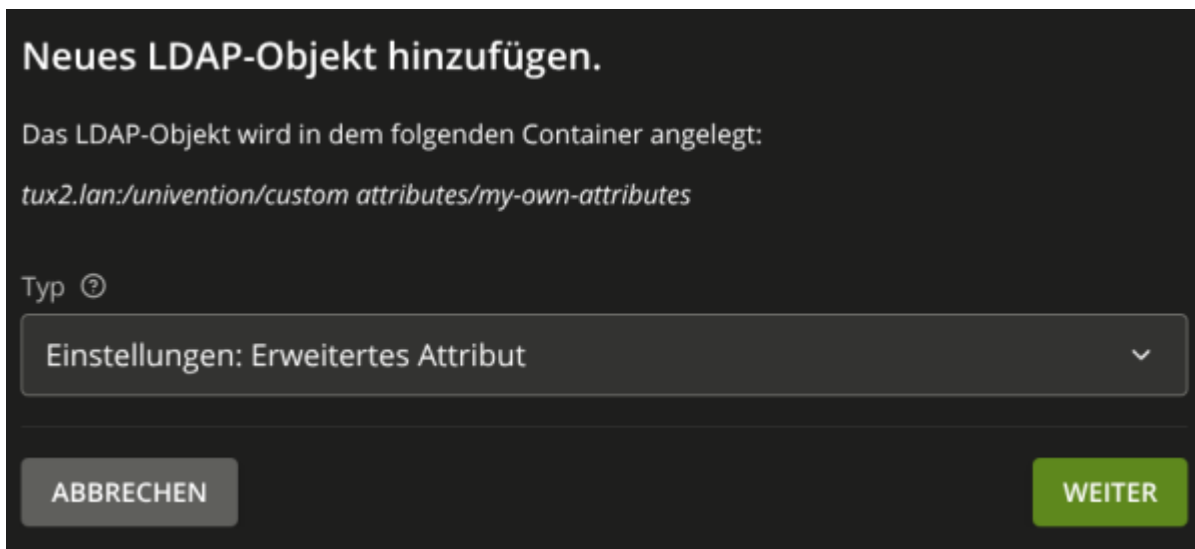 Neues LDAP-Objekt hinzufügen.
Das LDAP-Objekt wird in dem folgenden Container angelegt:
tux2.lan:/univention/custom attributes/my-own-attributes
Typ
Einstellungen: Erweitertes Attribut
ABBRECHEN
WEITER